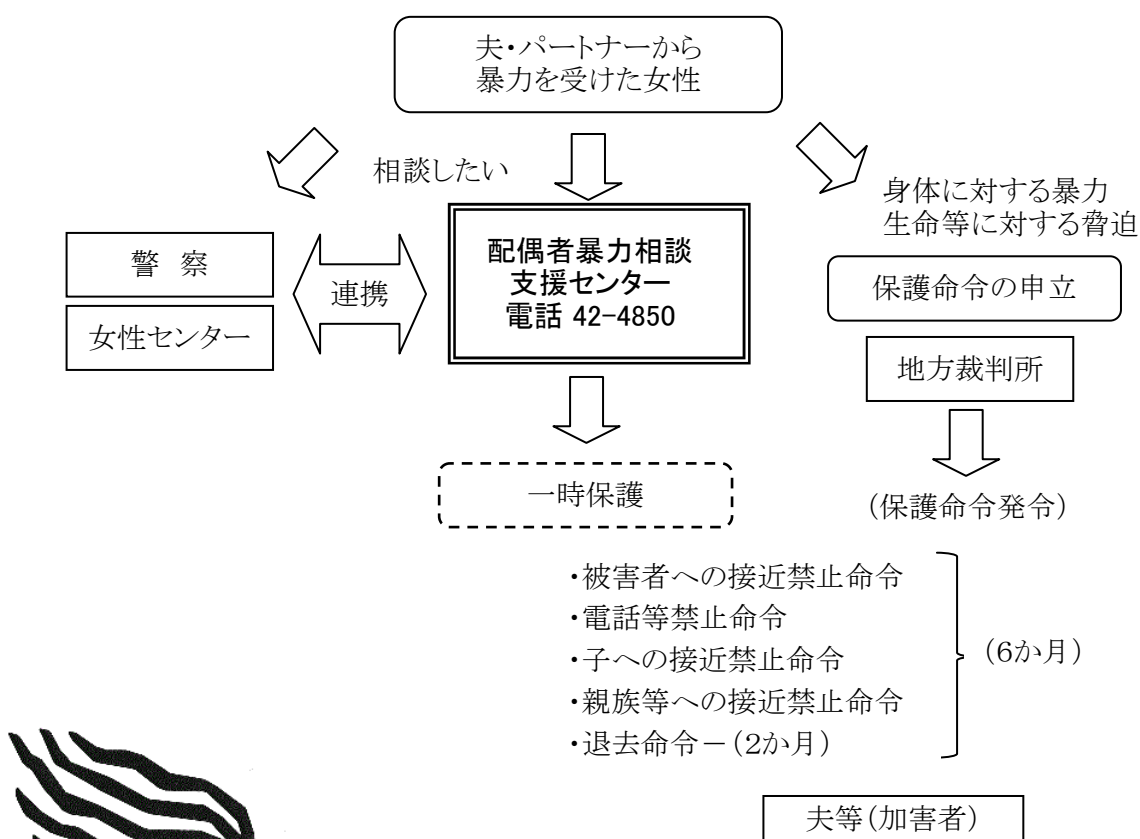 夫・パートナーから
暴力を受けた女性
相談したい
身体に対する暴力
生命等に対する脅迫
警 察
女性センター
連携
配偶者暴力相談
支援センター
電話 42-4850
保護命令の申立
地方裁判所
一時保護
(保護命令発令)
・被害者への接近禁止命令
・電話等禁止命令
・子への接近禁止命令
・親族等への接近禁止命令
・退去命令-(2か月)
(6か月)
夫等(加害者)